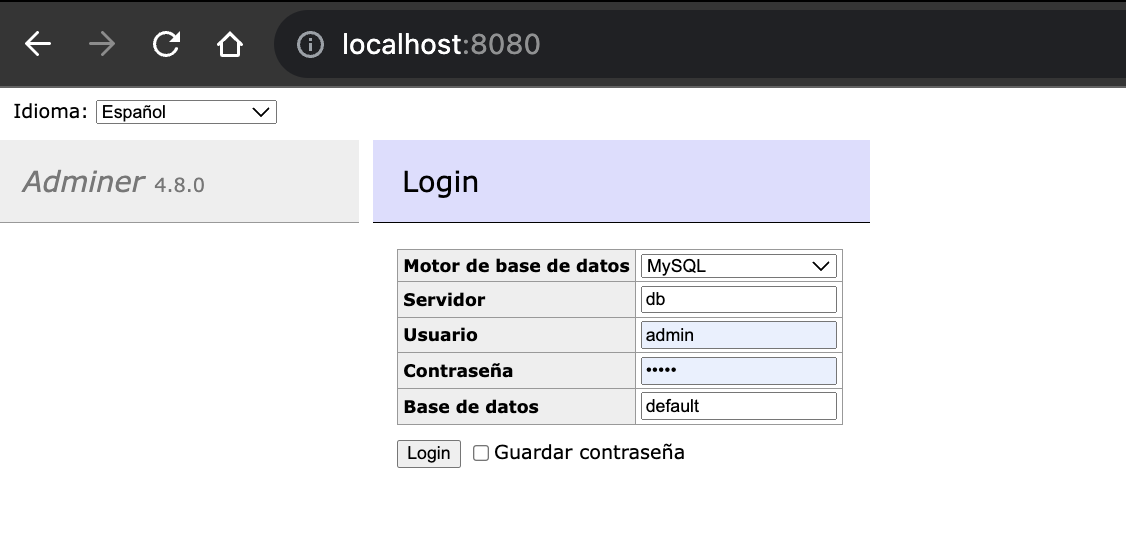 localhost:8080
Idioma: Español
Adminer 4.8.0
Login
Motor de base de datos MySQL
Servidor db
Usuario admin
Contraseña •••••
Base de datos default
Login Guardar contraseña